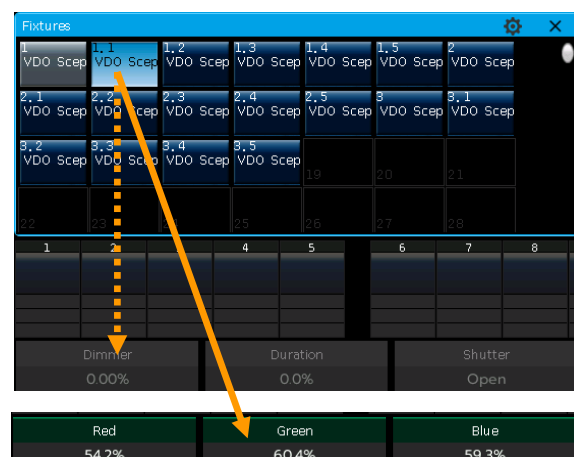 Fixtures
1 1.1 1.2 1.3 1.4 1.5 2
VDO Scep VDO Scep VDO Scep VDO Scep VDO Scep VDO Scep VDO Scep
2.1 2.2 2.3 2.4 2.5 3 3.1
VDO Scep VDO Scep VDO Scep VDO Scep VDO Scep VDO Scep VDO Scep
3.2 3.3 3.4 3.5
VDO Scep VDO Scep VDO Scep VDO Scep
19 20 21
22 23 25 26 27 28
1 2 4 5 6 7 8
Dimmer Duration Shutter
0.00% 0.0% Open
Red Green Blue
54.2% 60.4% 59.3%